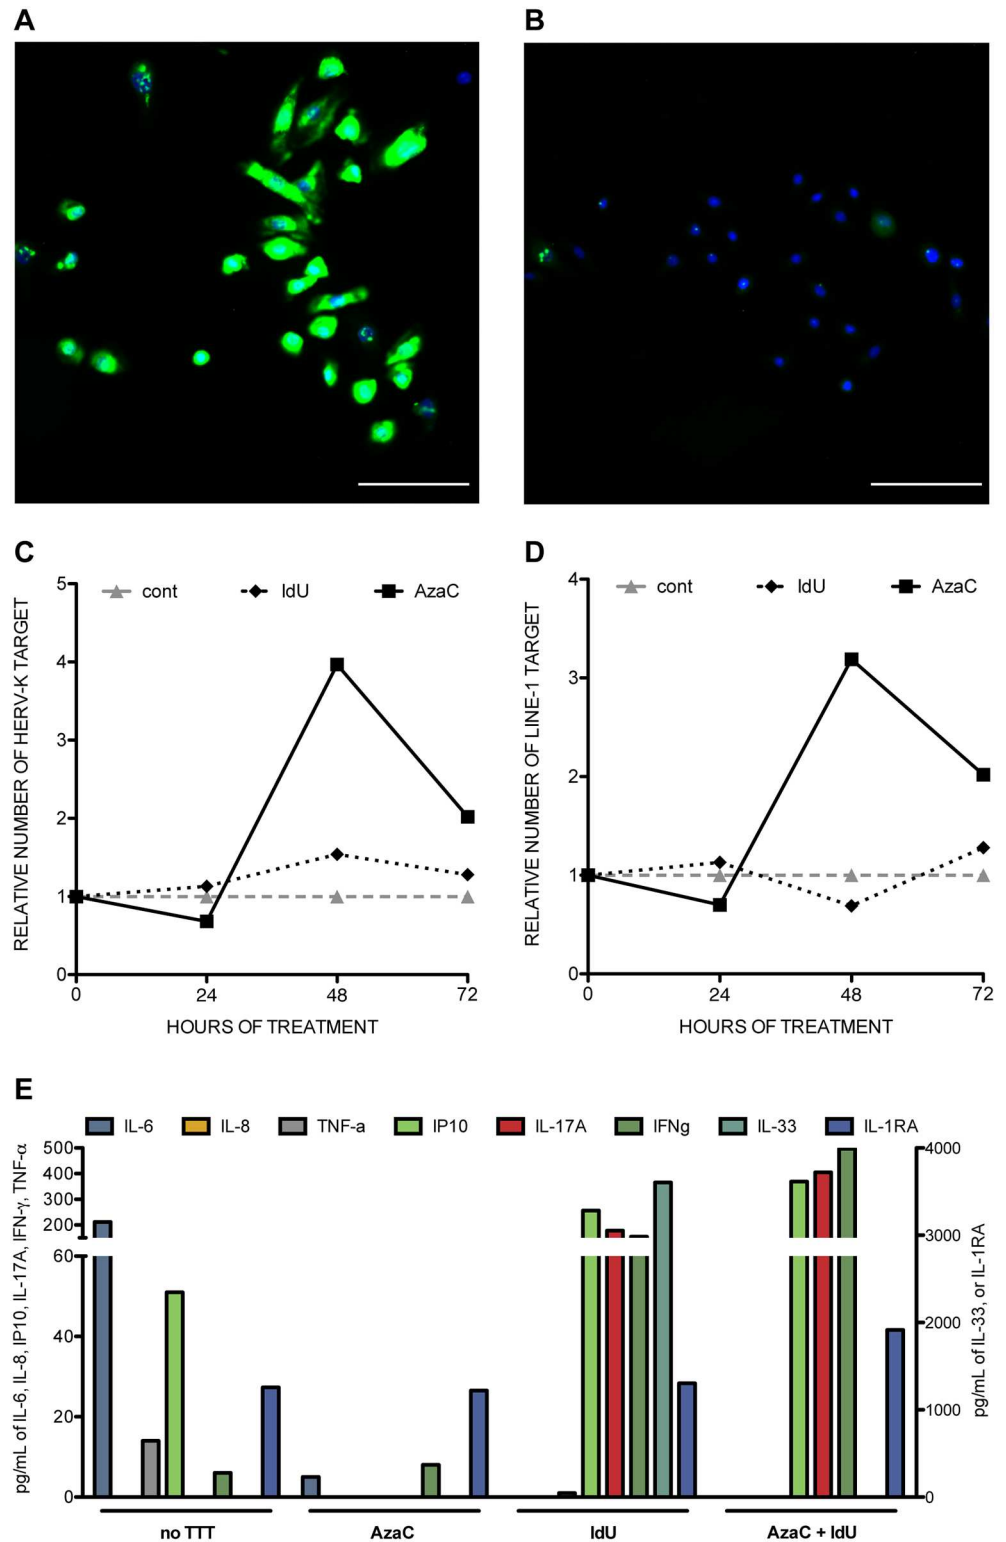 A
B
C
D
cont IdU AzaC
cont IdU AzaC
RELATIVE NUMBER OF HERV-K TARGET
5
4
3
2
1
0
0 24 48 72
HOURS OF TREATMENT
RELATIVE NUMBER OF LINE-1 TARGET
4
3
2
1
0
0 24 48 72
HOURS OF TREATMENT
E
IL-6 IL-8 TNF-a IP10 IL-17A IFNg IL-33 IL-1RA
pg/mL of IL-6, IL-8, IP10, IL-17A, IFN-γ, TNF-α
500
400
300
200
60
40
20
0
4000
3000
2000
1000
0
pg/mL of IL-33, or IL-1RA
no TTT AzaC IdU AzaC + IdU